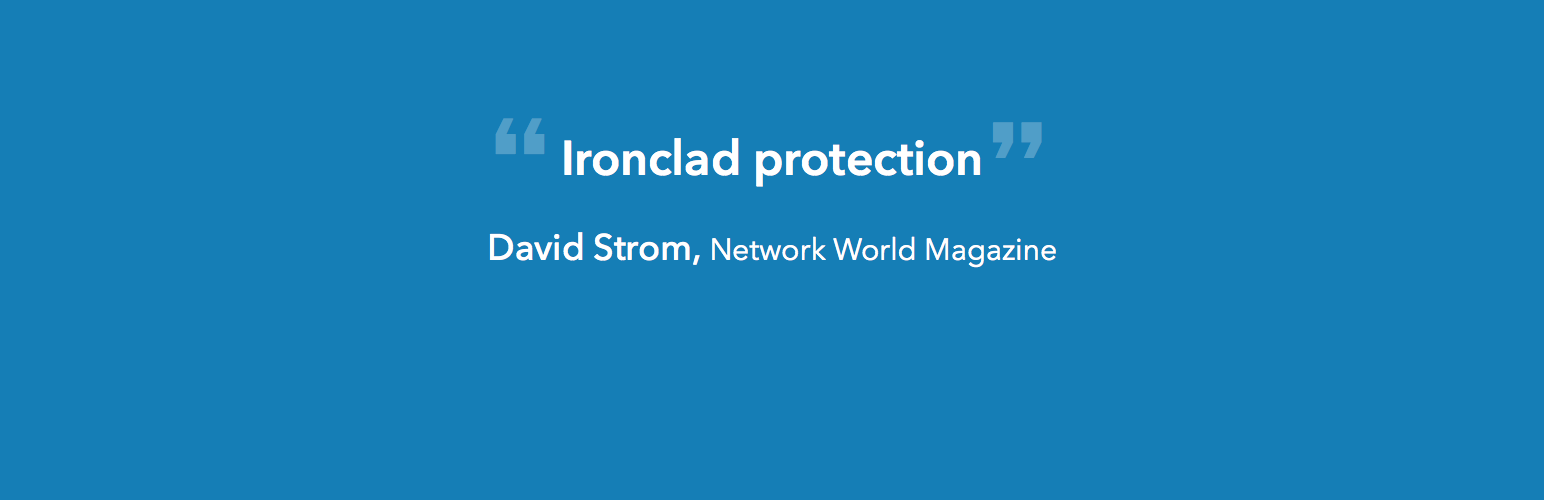 “ Ironclad protection ”
David Strom, Network World Magazine